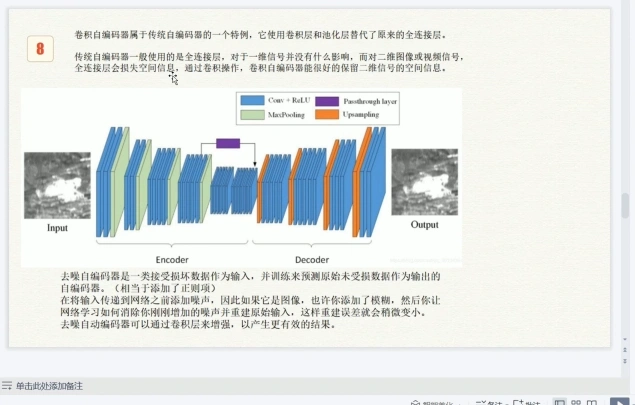 8
卷积自编码器属于传统自编码器的一个特例，它使用卷积层和池化层替代了原来的全连接层。
传统自编码器一般使用的是全连接层，对于一维信号并没有什么影响，而对二维图像或视频信号，
全连接层会损失空间信息，通过卷积操作，卷积自编码器能很好的保留二维信号的空间信息。
Conv + ReLU
Passthrough layer
MaxPooling
Upsampling
Input
Output
Encoder
Decoder
去噪自编码器是一类接受损坏数据作为输入，并训练来预测原始未受损数据作为输出的
自编码器。（相当于添加了正则项）
在将输入传递到网络之前添加噪声，因此如果它是图像，也许你添加了模糊，然后你让
网络学习如何消除你刚刚增加的噪声并重建原始输入，这样重建误差就会稍微变小。
去噪自动编码器可以通过卷积层来增强，以产生更有效的结果。
单击此处添加备注